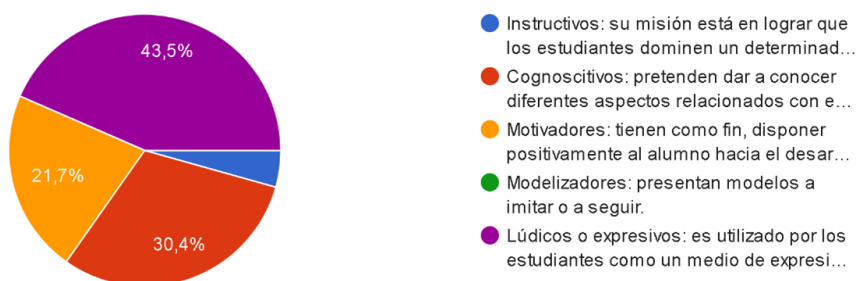 43,5%
21,7%
30,4%
Instructivos: su misión está en lograr que
los estudiantes dominen un determinad…
Cognoscitivos: pretenden dar a conocer
diferentes aspectos relacionados con e…
Motivadores: tienen como fin, disponer
positivamente al alumno hacia el desar…
Modelizadores: presentan modelos a
imitar o a seguir.
Lúdicos o expresivos: es utilizado por los
estudiantes como un medio de expresi…